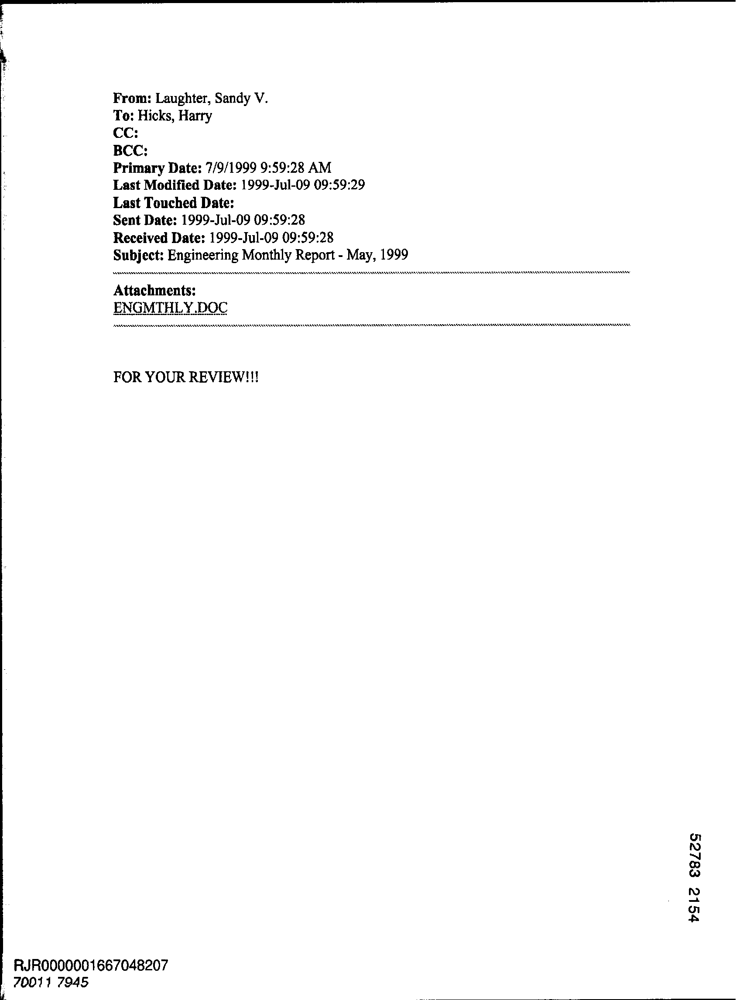 From: Laughter, Sandy V.
To: Hicks, Harry
CC:
BCC:
Primary Date: 7/9/1999 9:59:28 AM
Last Modified Date: 1999-Jul-09 09:59:29
Last Touched Date:
Sent Date: 1999-Jul-09 09:59:28
Received Date: 1999-Jul-09 09:59:28
Subject: Engineering Monthly Report - May, 1999
Attachments:
ENGMTHLY.DOC
FOR YOUR REVIEW!!!
52783 2154
RJR0000001667048207
70011 7945